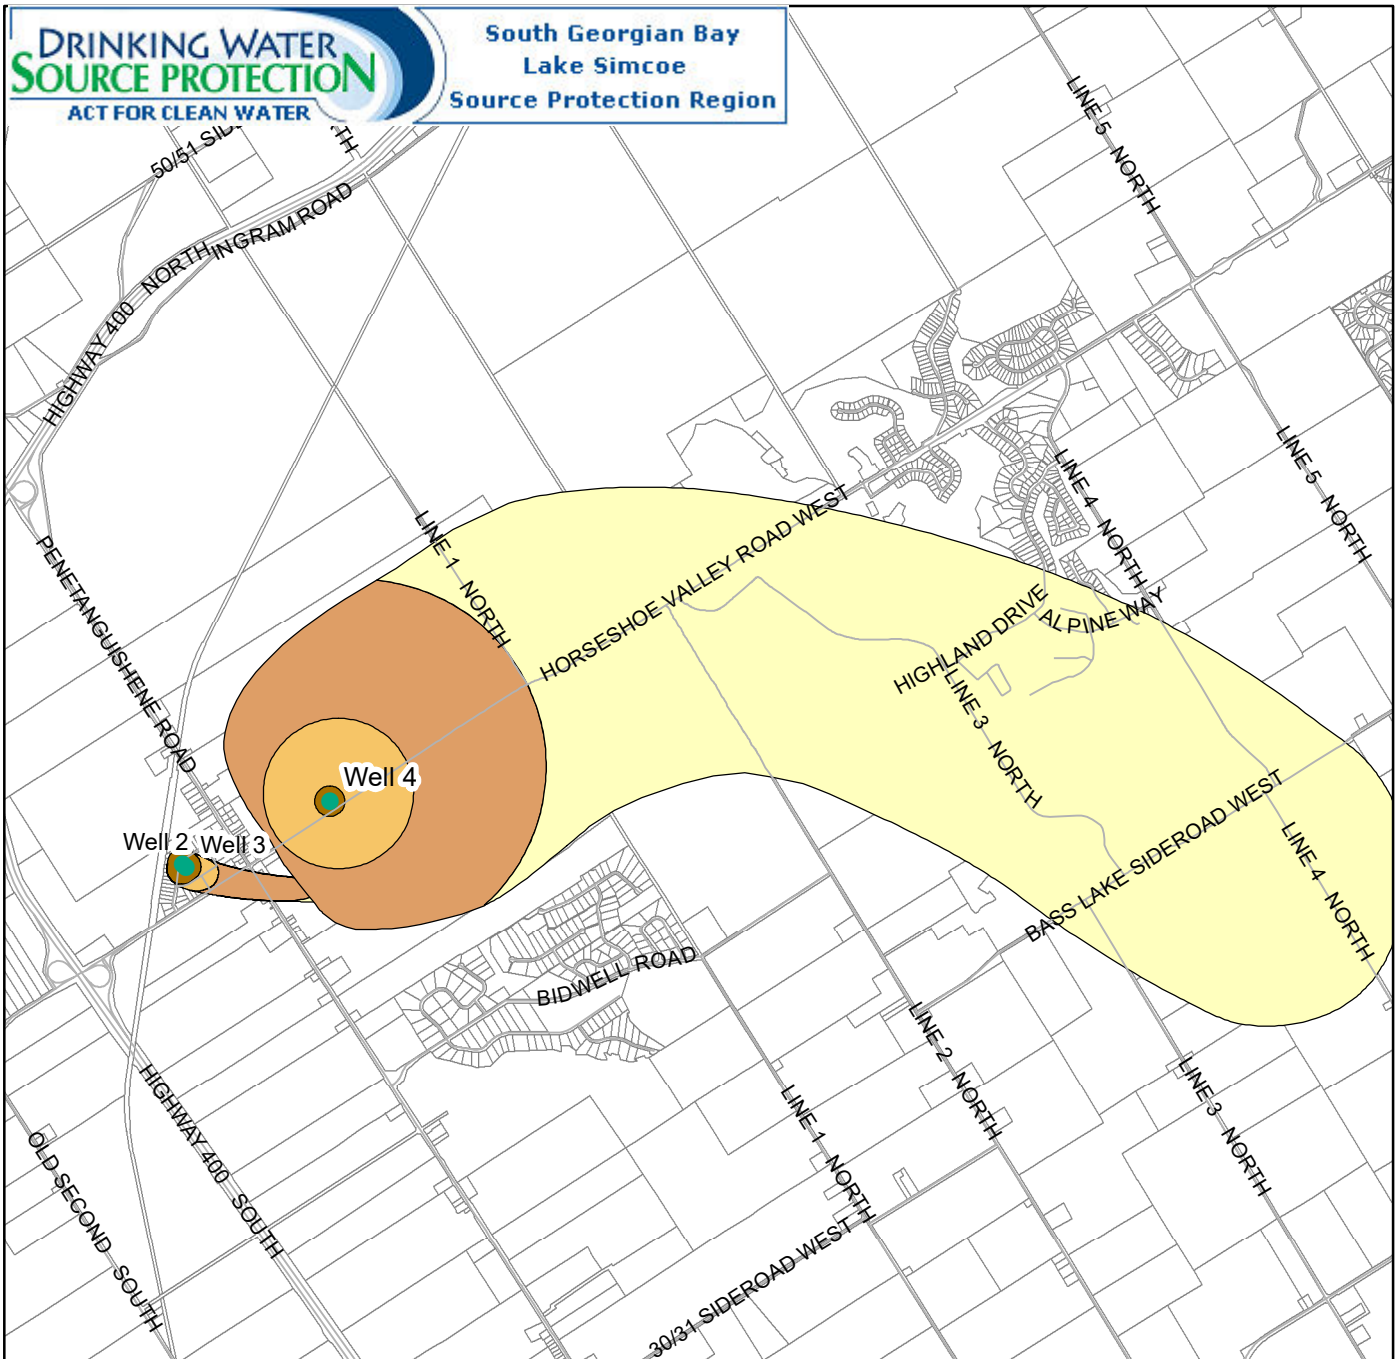 DRINKING WATER
SOURCE PROTECTION
ACT FOR CLEAN WATER
South Georgian Bay
Lake Simcoe
Source Protection Region
50/51
INGRAM ROAD
HIGHWAY 400 NORTH
LINE 5 NORTH
LINE 5 NORTH
LINE 4 NORTH
PENETANGUISHENE ROAD
LINE 1 NORTH
HORSESHOE VALLEY ROAD WEST
HIGHLAND DRIVE
ALPINE WAY
LINE 3 NORTH
Well 4
Well 2
Well 3
BASS LAKE SIDEROAD WEST
LINE 4 NORTH
BIDWELL ROAD
LINE 2 NORTH
LINE 3 NORTH
LINE 1 NORTH
HIGHWAY 400 SOUTH
OLD SECOND SOUTH
30/31 SIDEROAD WEST